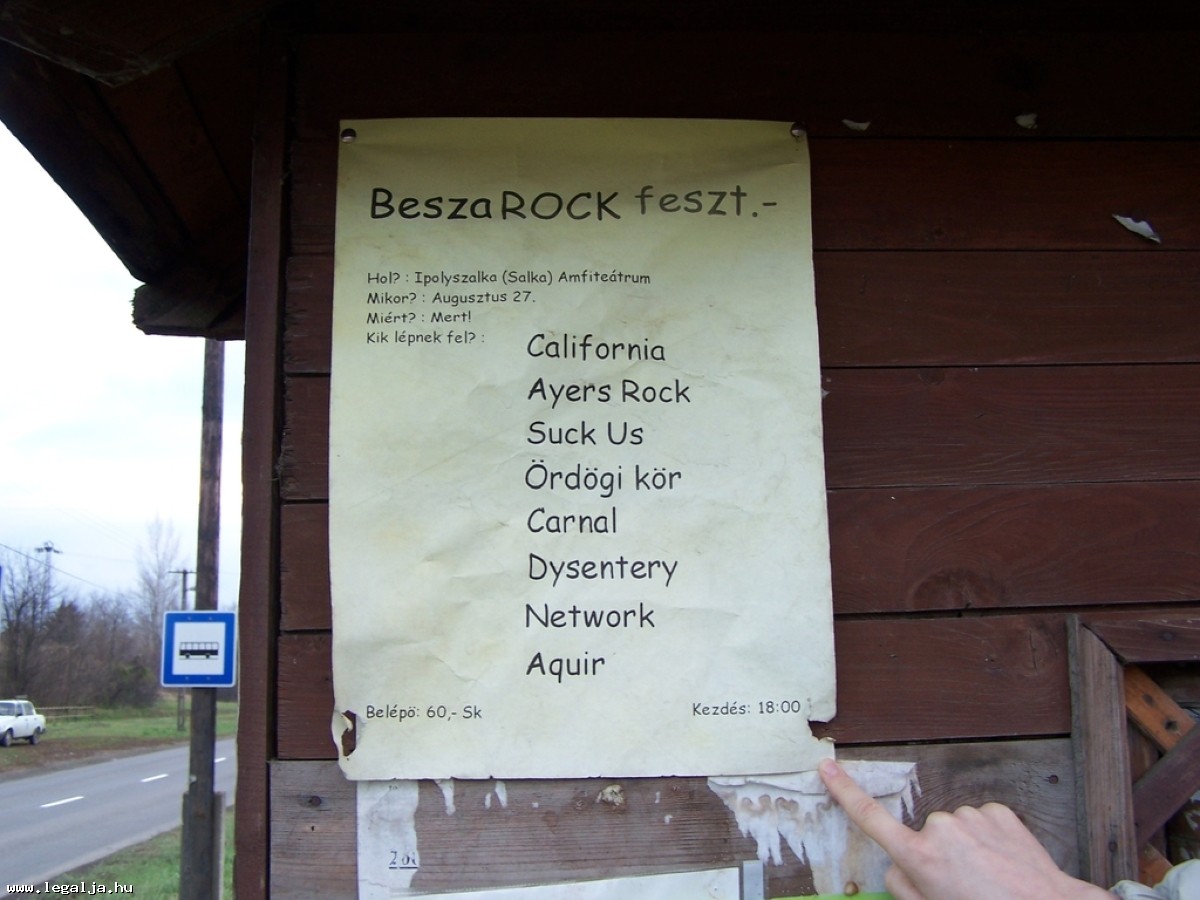 BeszaROCK feszt.-
Hol? : Ipolyszalka (Salka) Amfiteátrum
Mikor? : Augusztus 27.
Miért? : Mert!
Kik lépnek fel? :
California
Ayers Rock
Suck Us
Ördögi kör
Carnal
Dysentery
Network
Aquir
Belépő: 60,- Sk
Kezdés: 18:00
www.legalja.hu